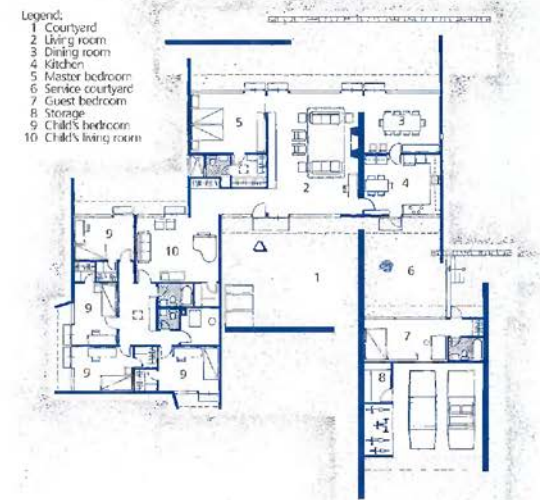 Legend:
1 Courtyard
2 Living room
3 Dining room
4 Kitchen
5 Master bedroom
6 Service courtyard
7 Guest bedroom
8 Storage
9 Child's bedroom
10 Child's living room
5
3
2
4
9
10
1
6
9
7
9
9
8